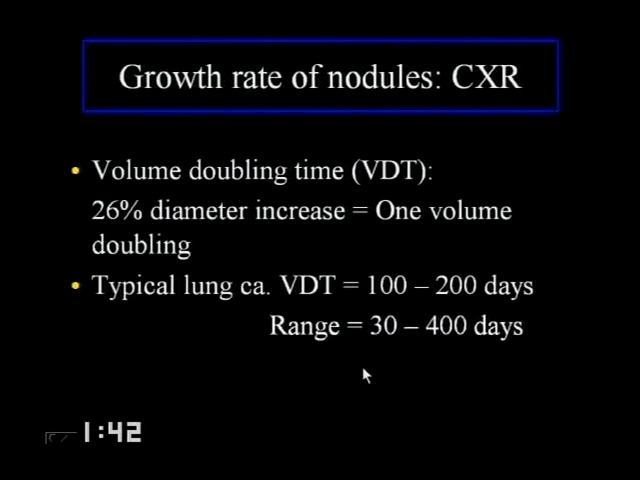 Growth rate of nodules: CXR
• Volume doubling time (VDT):
26% diameter increase = One volume
doubling
• Typical lung ca. VDT = 100 – 200 days
Range = 30 – 400 days
1:42